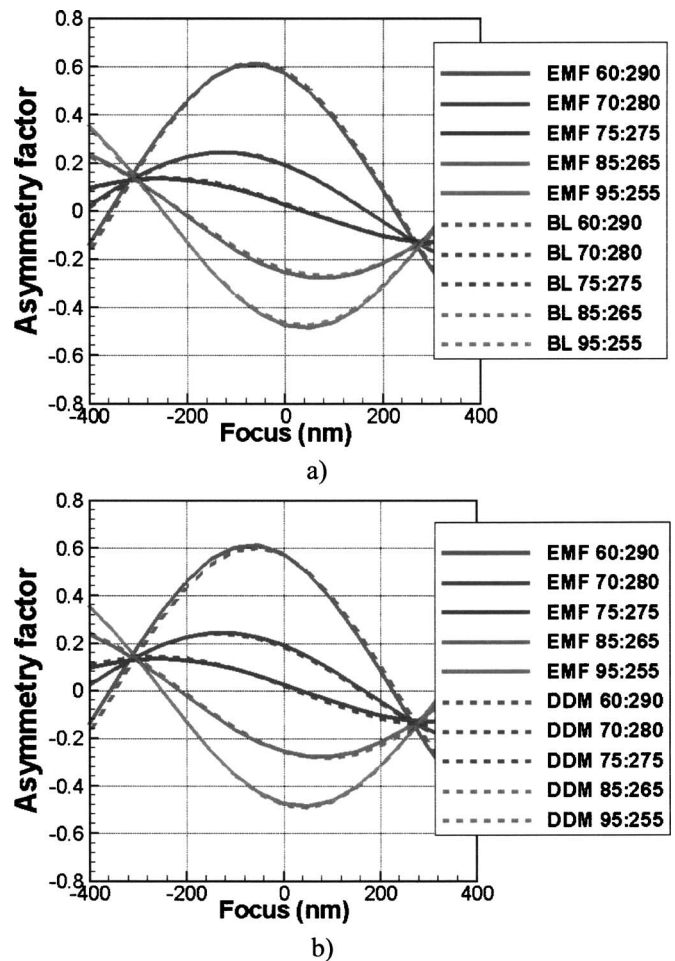 0.8
0.6
0.4
0.2
0
-0.2
-0.4
-0.6
-0.8
Asymmetry factor
-400 -200 0 200 400
Focus (nm)
EMF 60:290
EMF 70:280
EMF 75:275
EMF 85:265
EMF 95:255
BL 60:290
BL 70:280
BL 75:275
BL 85:265
BL 95:255
a)
0.8
0.6
0.4
0.2
0
-0.2
-0.4
-0.6
-0.8
Asymmetry factor
-400 -200 0 200 400
Focus (nm)
EMF 60:290
EMF 70:280
EMF 75:275
EMF 85:265
EMF 95:255
DDM 60:290
DDM 70:280
DDM 75:275
DDM 85:265
DDM 95:255
b)